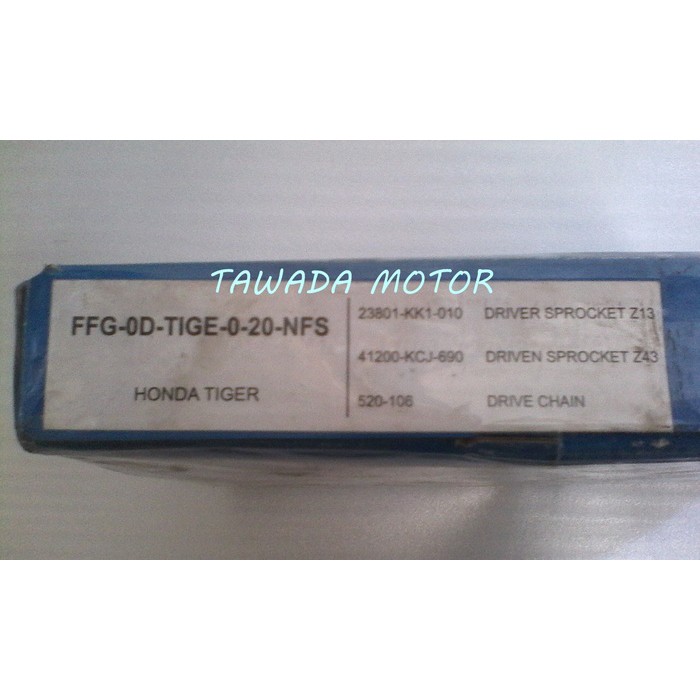 TAWADA MOTOR
FFG-0D-TIGE-0-20-NFS
HONDA TIGER
23801-KK1-010 DRIVER SPROCKET Z13
41200-KCJ-690 DRIVEN SPROCKET Z43
520-106 DRIVE CHAIN